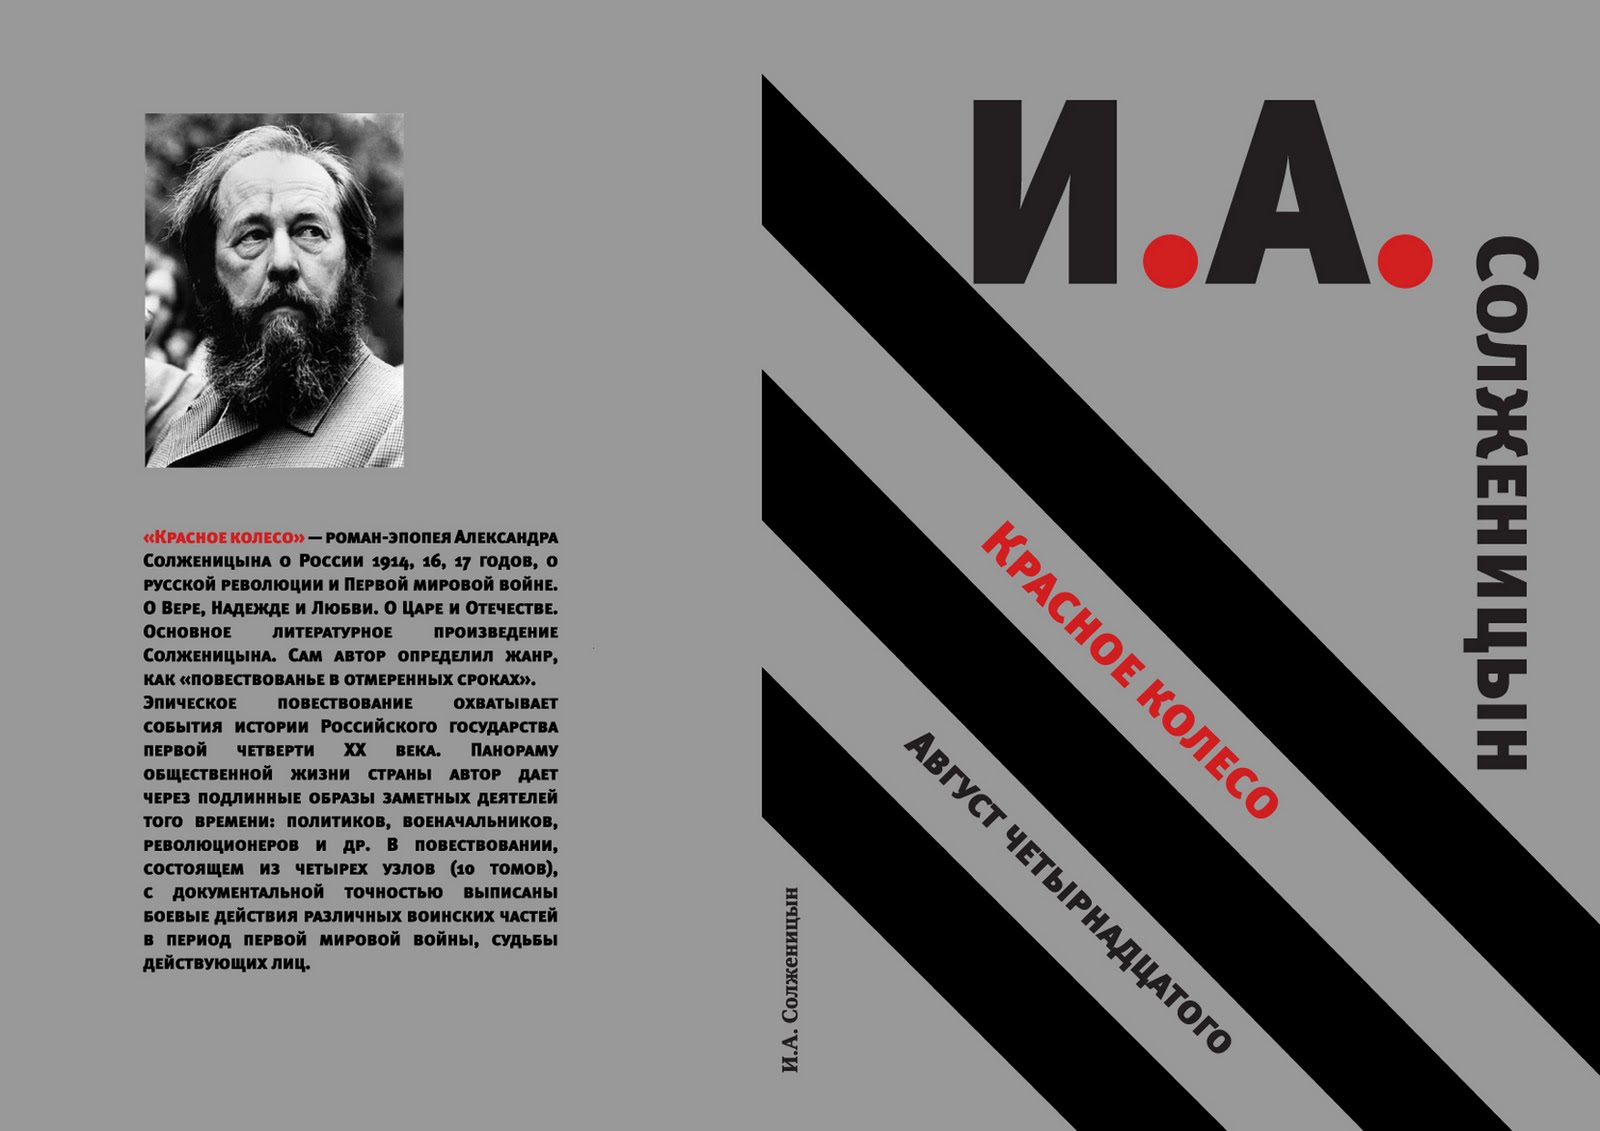 «Красное колесо» — роман-эпопея Александра
Солженицына о России 1914, 16, 17 годов, о
русской революции и Первой мировой войне.
О Вере, Надежде и Любви. О Царе и Отечестве.
Основное литературное произведение
Солженицына. Сам автор определил жанр,
как «повествованье в отмеренных сроках».
Эпическое повествование охватывает
события истории Российского государства
первой четверти XX века. Панораму
общественной жизни страны автор дает
через подлинные образы заметных деятелей
того времени: политиков, военачальников,
революционеров и др. В повествовании,
состоящем из четырех узлов (10 томов),
с документальной точностью выписаны
боевые действия различных воинских частей
в период первой мировой войны, судьбы
действующих лиц.
И.А. Солженицын
И.А.
Солженицын
Красное колесо
Август четырнадцатого